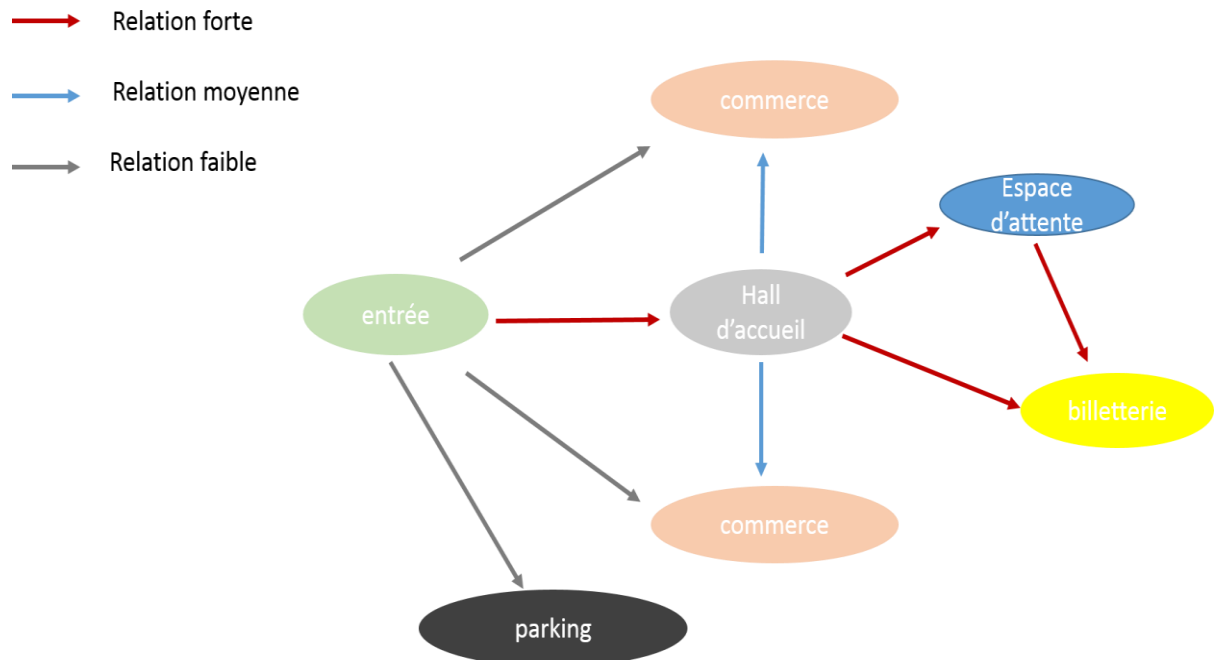 Relation forte
Relation moyenne
Relation faible
commerce
Espace
d'attente
entrée
Hall
d'accueil
billetterie
commerce
parking